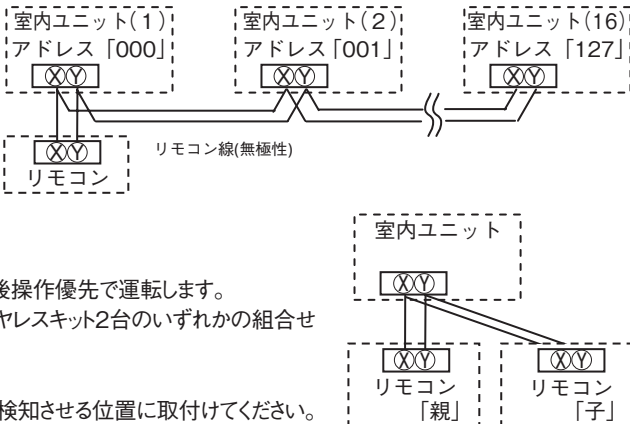 室内ユニット(1)
アドレス「000」
ⓍⓎ
室内ユニット(2)
アドレス「001」
ⓍⓎ
室内ユニット(16)
アドレス「127」
ⓍⓎ
ⓍⓎ
リモコン
リモコン線(無極性)
後操作優先で運転します。
ヤレスキット2台のいずれかの組合せ
検知させる位置に取付けてください。
室内ユニット
ⓍⓎ
ⓍⓎ
リモコン
「親」
ⓍⓎ
リモコン
「子」